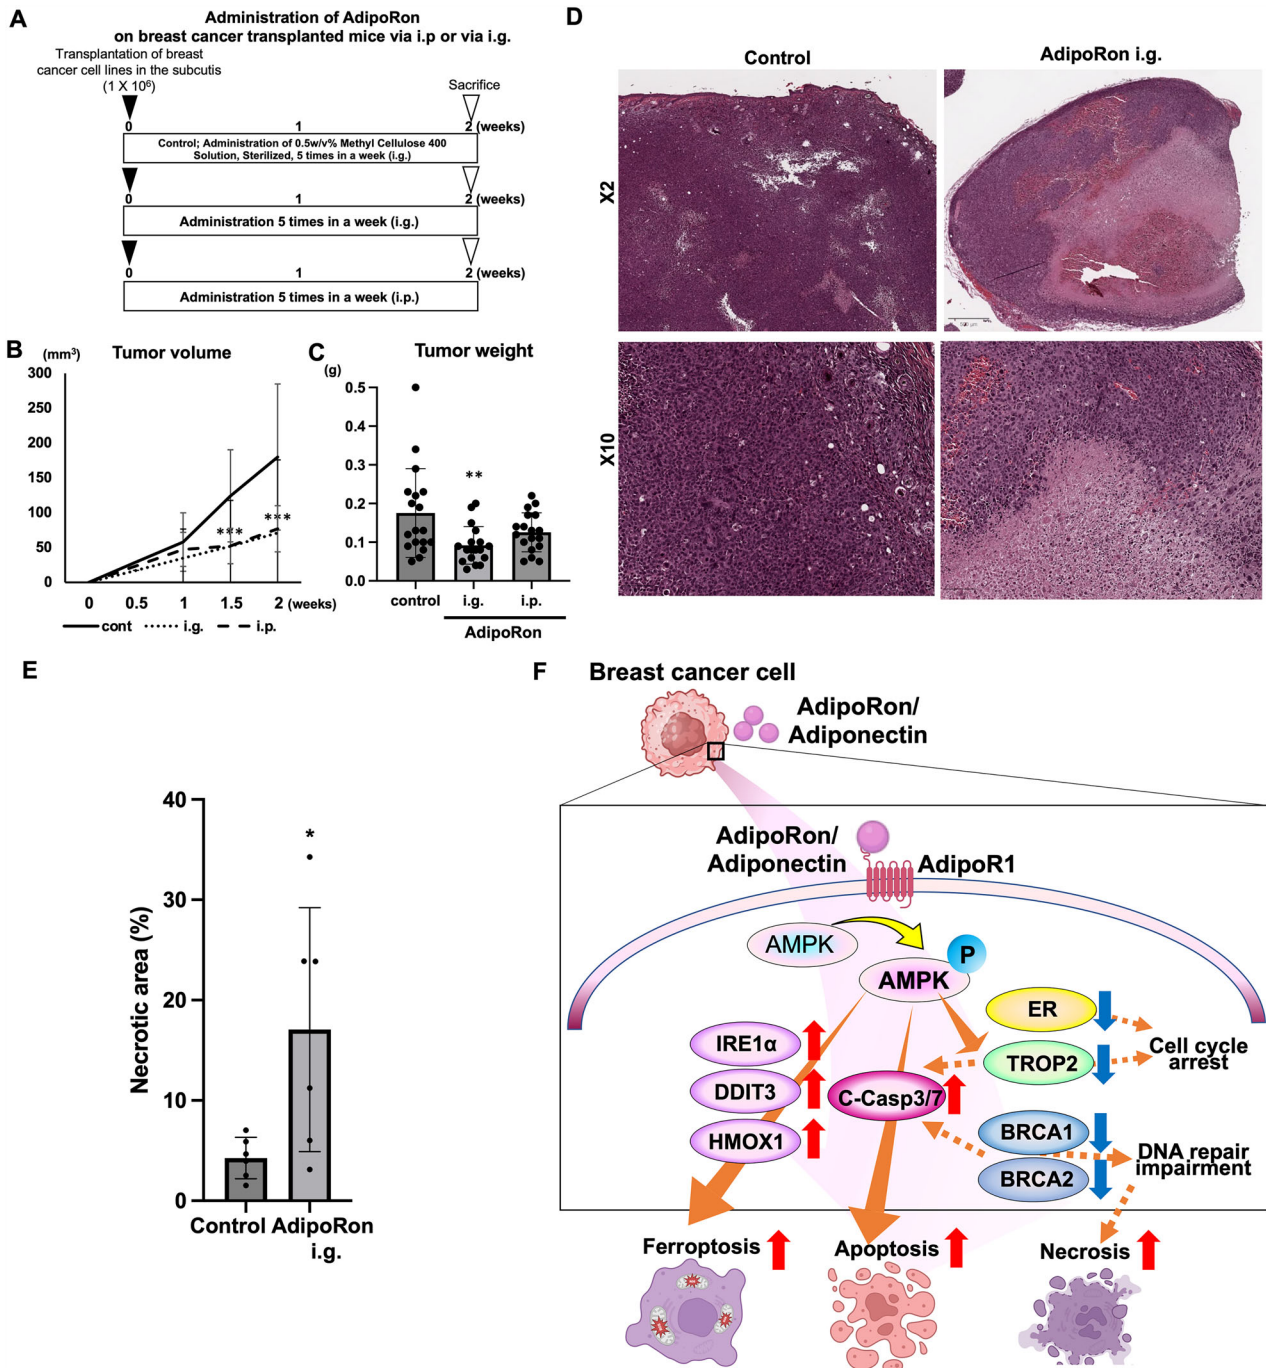 A
Administration of AdipoRon
on breast cancer transplanted mice via i.p or via i.g.
Transplantation of breast
cancer cell lines in the subcutis
(1 X 10⁶)
Sacrifice
0 1 2 (weeks)
Control; Administration of 0.5w/v% Methyl Cellulose 400
Solution, Sterilized, 5 times in a week (i.g.)
0 1 2 (weeks)
Administration 5 times in a week (i.g.)
0 1 2 (weeks)
Administration 5 times in a week (i.p.)
B
(mm³)
Tumor volume
300
250
200
150
100
50
0
*** ***
0 0.5 1 1.5 2 (weeks)
cont i.g. i.p.
C
(g)
Tumor weight
0.5
0.4
0.3
0.2
0.1
0.0
**
control i.g. i.p.
AdipoRon
D
Control AdipoRon i.g.
X2
X10
E
Necrotic area (%)
40
30
20
10
0
*
Control AdipoRon
i.g.
F
Breast cancer cell
AdipoRon/
Adiponectin
AdipoRon/
Adiponectin
AdipoR1
AMPK
P
AMPK
IRE1α
DDIT3
HMOX1
C-Casp3/7
ER
TROP2
Cell cycle
arrest
BRCA1
BRCA2
DNA repair
impairment
Ferroptosis
Apoptosis
Necrosis